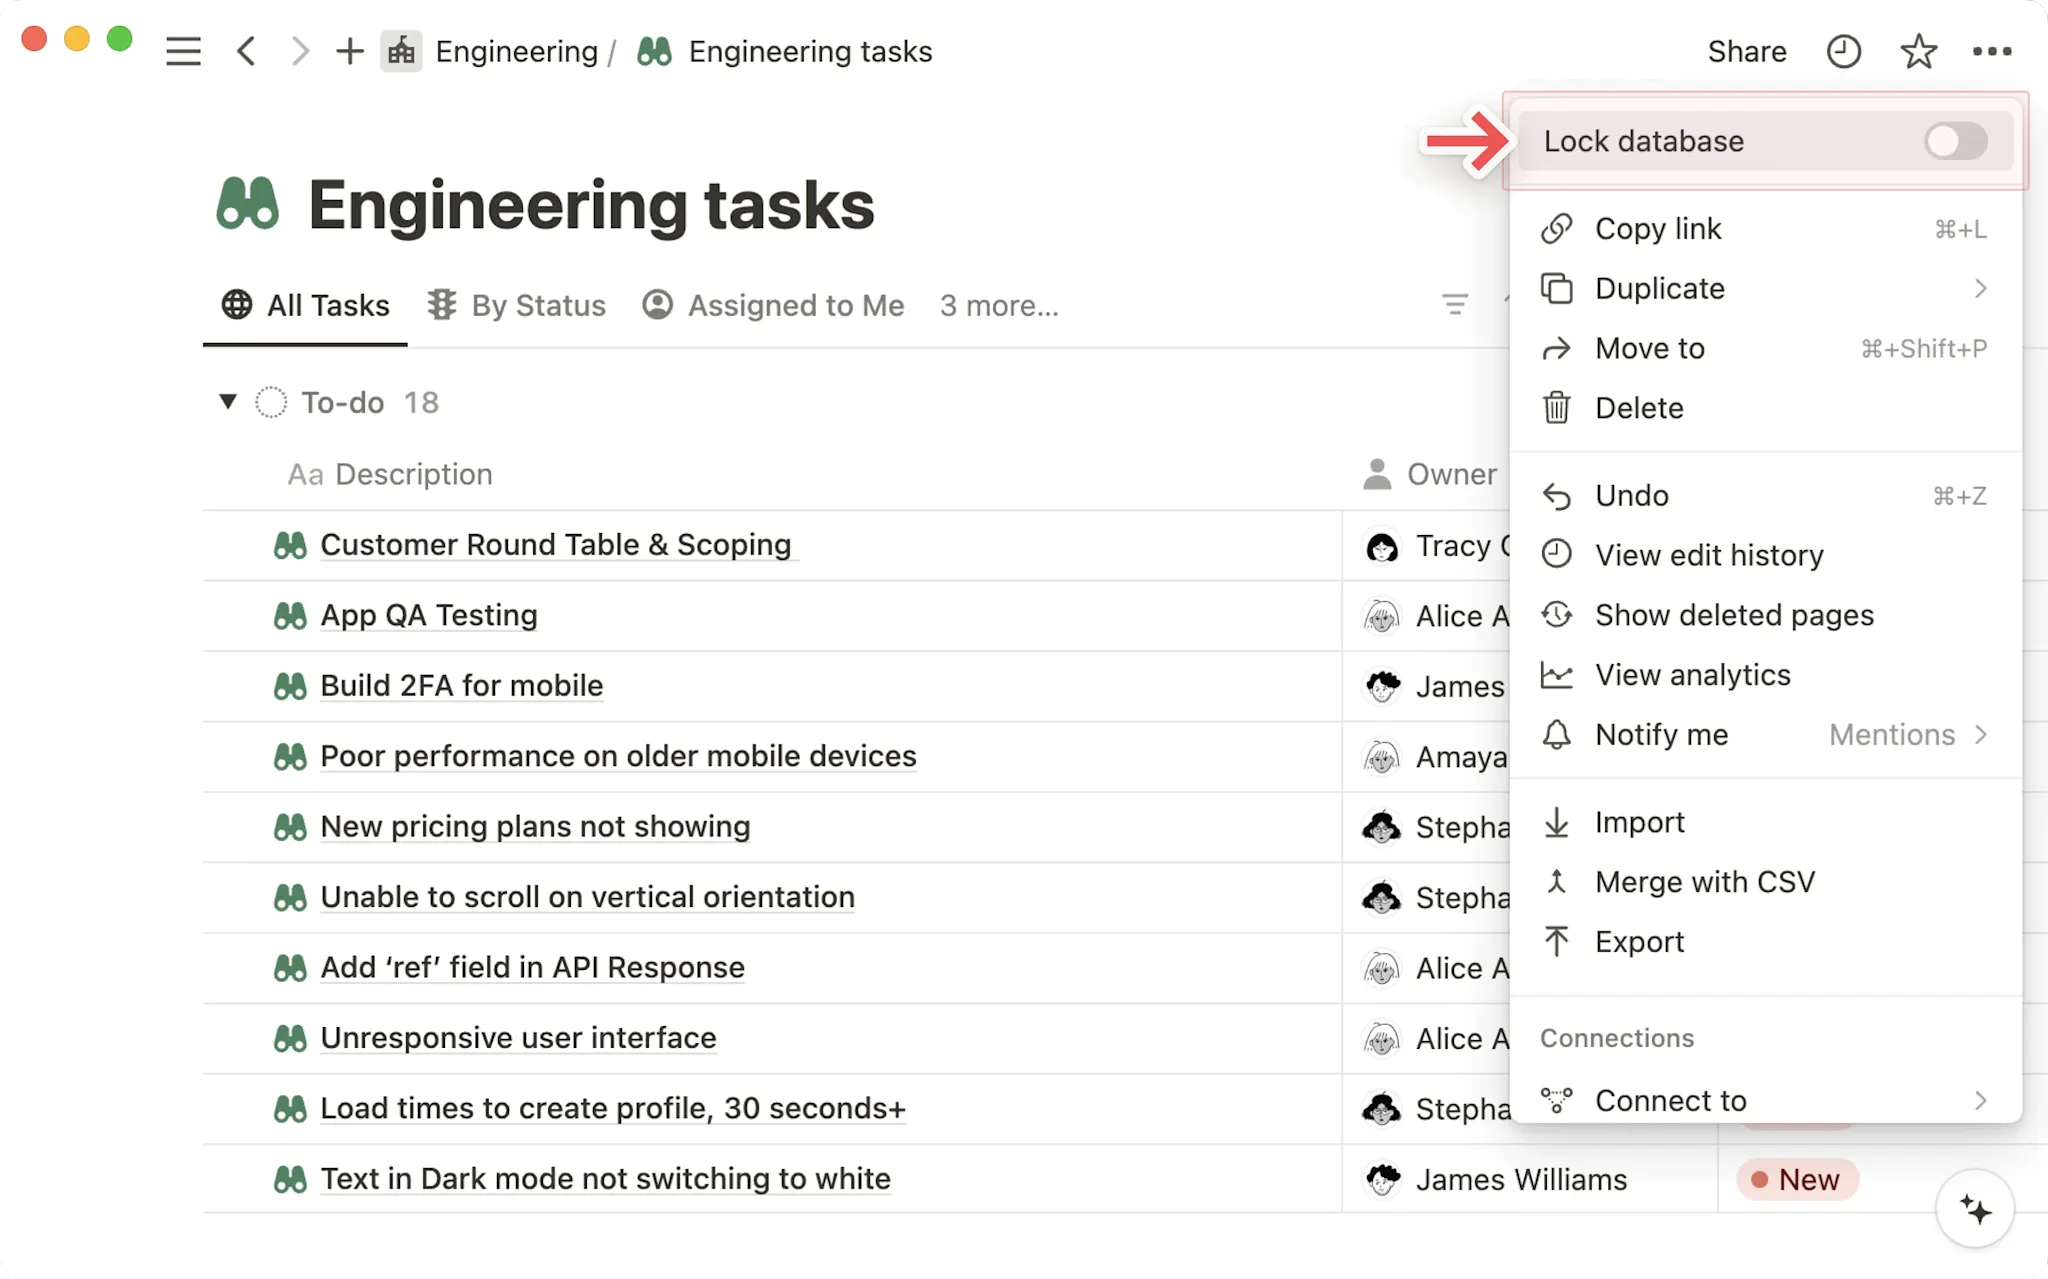 Engineering / Engineering tasks
Share
Lock database
Engineering tasks
All Tasks By Status Assigned to Me 3 more...
To-do 18
Aa Description Owner
Customer Round Table & Scoping Tracy
App QA Testing Alice A
Build 2FA for mobile James
Poor performance on older mobile devices Amaya
New pricing plans not showing Stepha
Unable to scroll on vertical orientation Stepha
Add ‘ref’ field in API Response Alice A
Unresponsive user interface Alice A
Load times to create profile, 30 seconds+ Stepha
Text in Dark mode not switching to white James Williams New
Copy link ⌘+L
Duplicate
Move to ⌘+Shift+P
Delete
Undo ⌘+Z
View edit history
Show deleted pages
View analytics
Notify me Mentions
Import
Merge with CSV
Export
Connections
Connect to